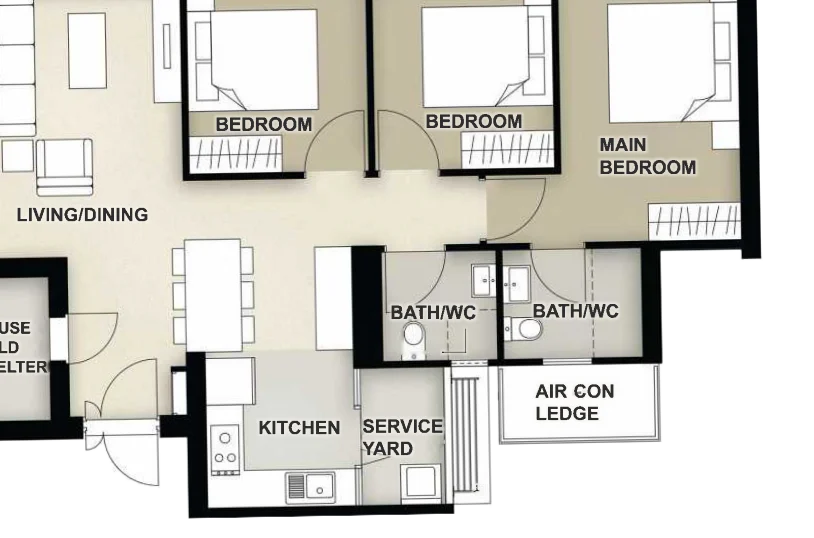 BEDROOM
BEDROOM
MAIN
BEDROOM
LIVING/DINING
BATH/WC
BATH/WC
USE
LD
ELTER
AIR CON
LEDGE
KITCHEN
SERVICE
YARD